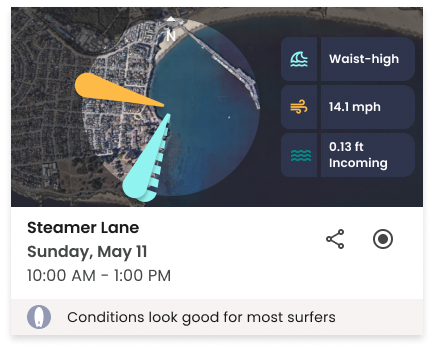 N
Waist-high
14.1 mph
0.13 ft
Incoming
Steamer Lane
Sunday, May 11
10:00 AM - 1:00 PM
Conditions look good for most surfers